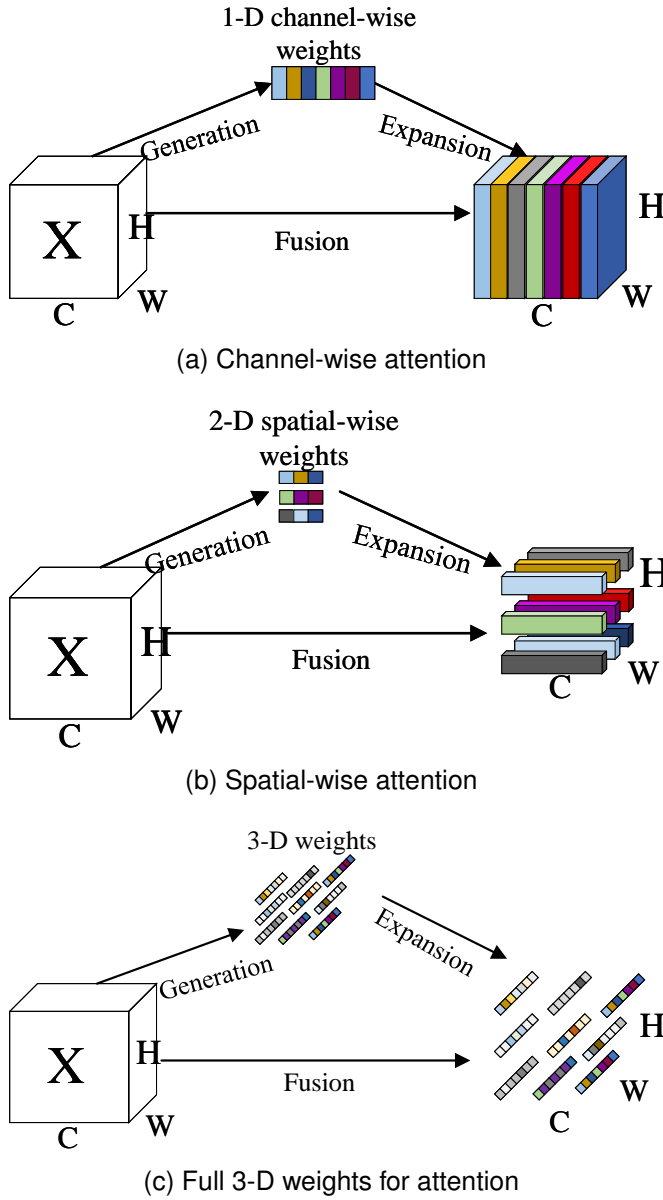 1-D channel-wise
weights
Generation
Expansion
X
H
Fusion
H
W
C
W
C
(a) Channel-wise attention
2-D spatial-wise
weights
Generation
Expansion
X
H
Fusion
H
W
C
W
C
(b) Spatial-wise attention
3-D weights
Generation
Expansion
X
H
Fusion
H
W
C
W
C
(c) Full 3-D weights for attention